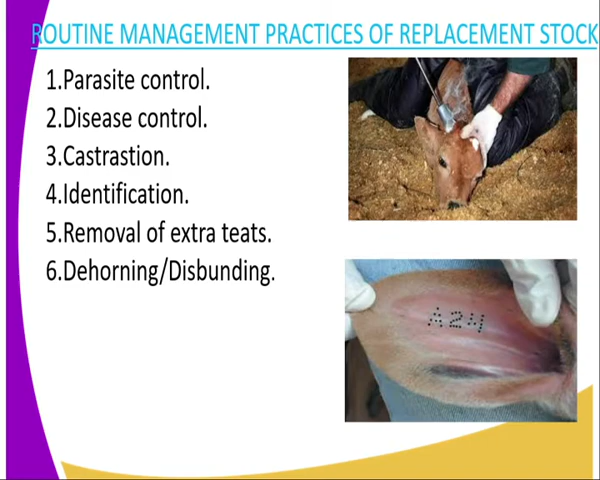 ROUTINE MANAGEMENT PRACTICES OF REPLACEMENT STOCK
1.Parasite control.
2.Disease control.
3.Castrastion.
4.Identification.
5.Removal of extra teats.
6.Dehorning/Disbunding.
A24